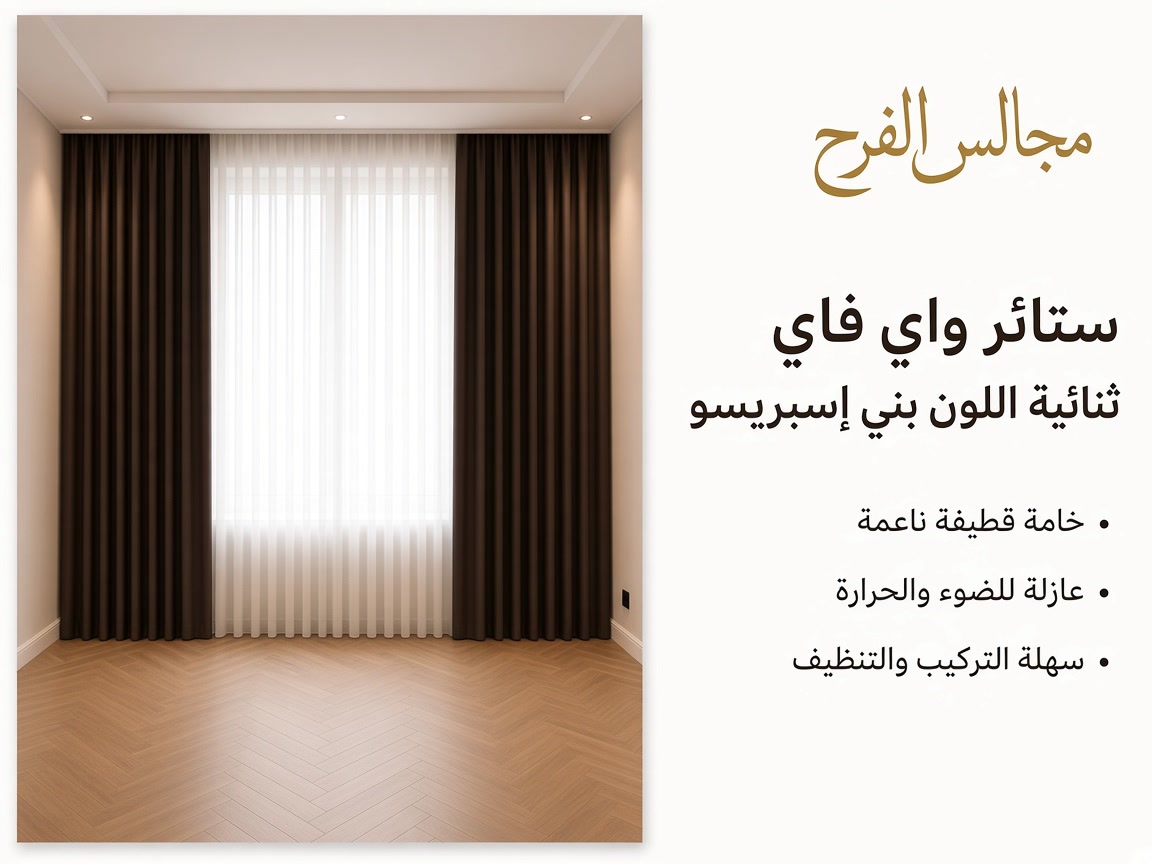 مجالس الفرح
ستائر واي فاي
ثنائية اللون بني إسبريسو
• خامة قطيفة ناعمة
• عازلة للضوء والحرارة
• سهلة التركيب والتنظيف